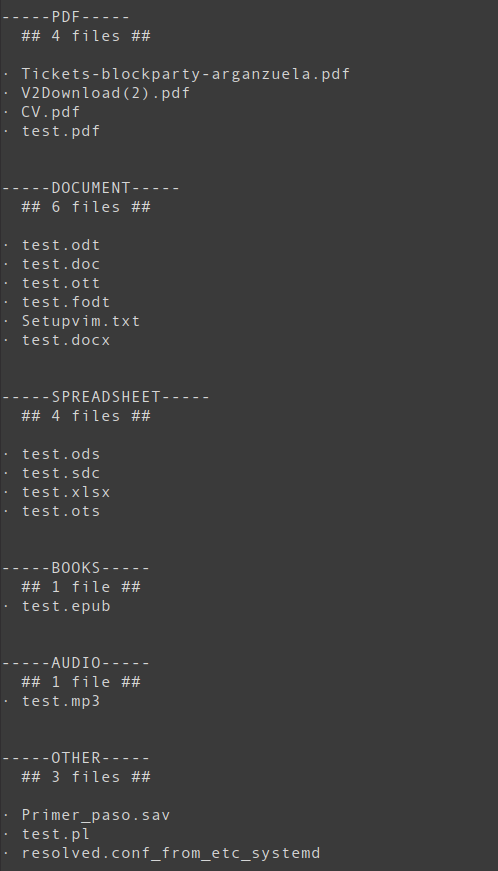 -----PDF-----
## 4 files ##
· Tickets-blockparty-arganzuela.pdf
· V2Download(2).pdf
· CV.pdf
· test.pdf
-----DOCUMENT-----
## 6 files ##
· test.odt
· test.doc
· test.ott
· test.fodt
· Setupvim.txt
· test.docx
-----SPREADSHEET-----
## 4 files ##
· test.ods
· test.sdc
· test.xlsx
· test.ots
-----BOOKS-----
## 1 file ##
· test.epub
-----AUDIO-----
## 1 file ##
· test.mp3
-----OTHER-----
## 3 files ##
· Primer_paso.sav
· test.pl
· resolved.conf_from_etc_systemd